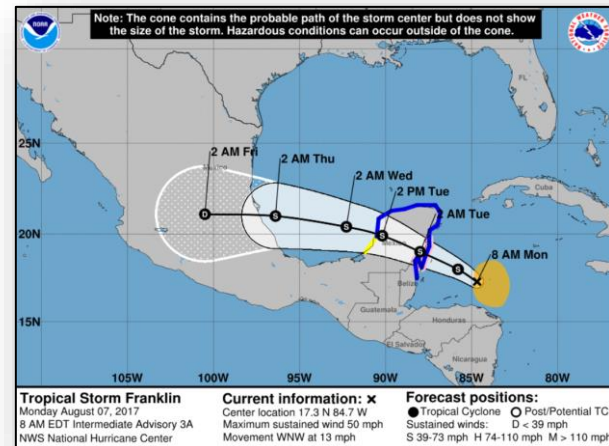 Note: The cone contains the probable path of the storm center but does not show
the size of the storm. Hazardous conditions can occur outside of the cone.
NOAA
FL
25N
20N
15N
2 AM Fri
2 AM Thu
2 AM Wed
2 PM Tue
2 AM Tue
8 AM Mon
Mexico
Mexico
Cuba
Belize
Guatemala
Honduras
El Salvador
Nicaragua
D
S
S
S
S
S
105W
100W
95W
90W
85W
80W
Tropical Storm Franklin
Monday August 07, 2017
8 AM EDT Intermediate Advisory 3A
NWS National Hurricane Center
Current information: x
Center location 17.3 N 84.7 W
Maximum sustained wind 50 mph
Movement WNW at 13 mph
Forecast positions:
Tropical Cyclone Post/Potential TC
Sustained winds: D < 39 mph
S 39-73 mph H 74-110 mph M > 110 mph